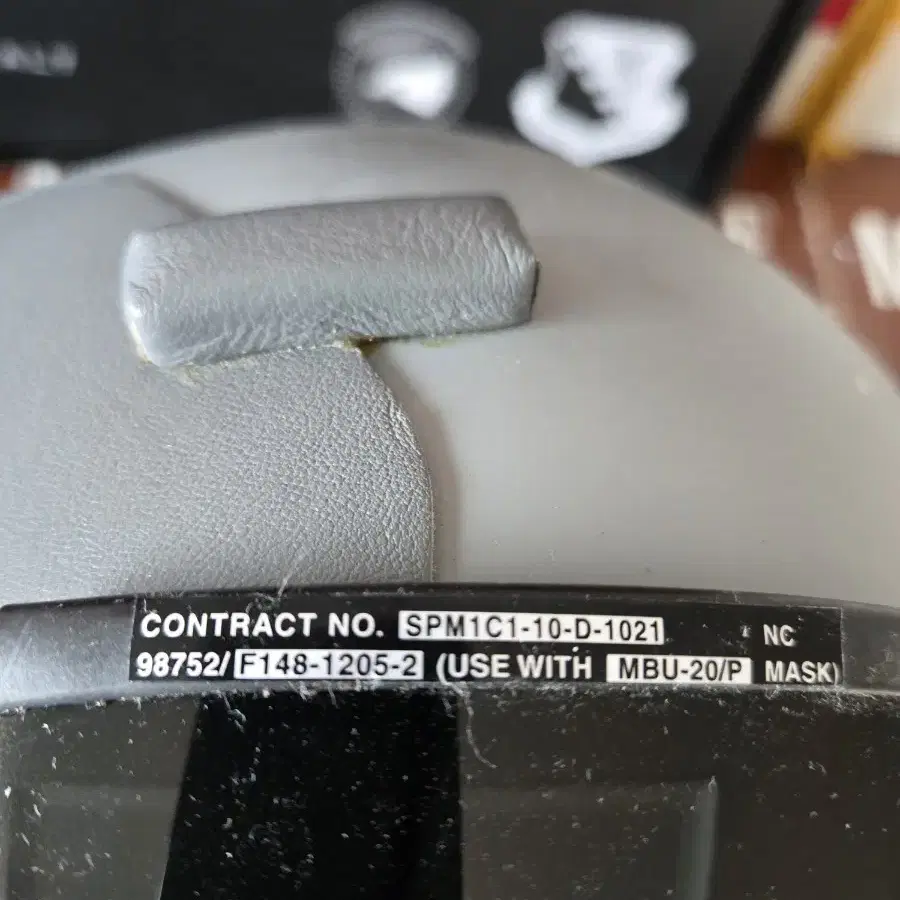 CONTRACT NO. SPM1C1-10-D-1021 NC
98752/ F148-1205-2 (USE WITH MBU-20/P MASK)